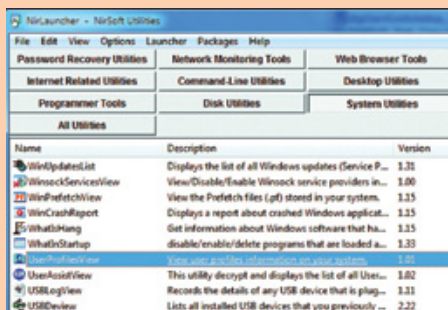 NirLauncher - NirSoft Utilities
File Edit View Options Launcher Packages Help
Password Recovery Utilities Network Monitoring Tools Web Browser Tools
Internet Related Utilities Command-Line Utilities Desktop Utilities
Programmer Tools Disk Utilities System Utilities
All Utilities
Name Description Version
WinUpdatesList Displays the list of all Windows updates (Service P... 1.31
WinsockServicesView View/Disable/Enable Winsock service providers in... 1.00
WinPrefetchView View the Prefetch files (.pf) stored in your system. 1.15
WinCrashReport Displays a report about crashed Windows applicat... 1.15
WhatIsHang Get information about Windows software that ha... 1.15
WhatInStartup disable/enable/delete programs that are loaded a... 1.33
UserProfilesView View user profiles information on your system. 1.01
UserAssistView This utility decrypt and displays the list of all User... 1.02
USBLogView Records the details of any USB device that is plug... 1.11
USBDeview Lists all installed USB devices that you previously ... 2.22